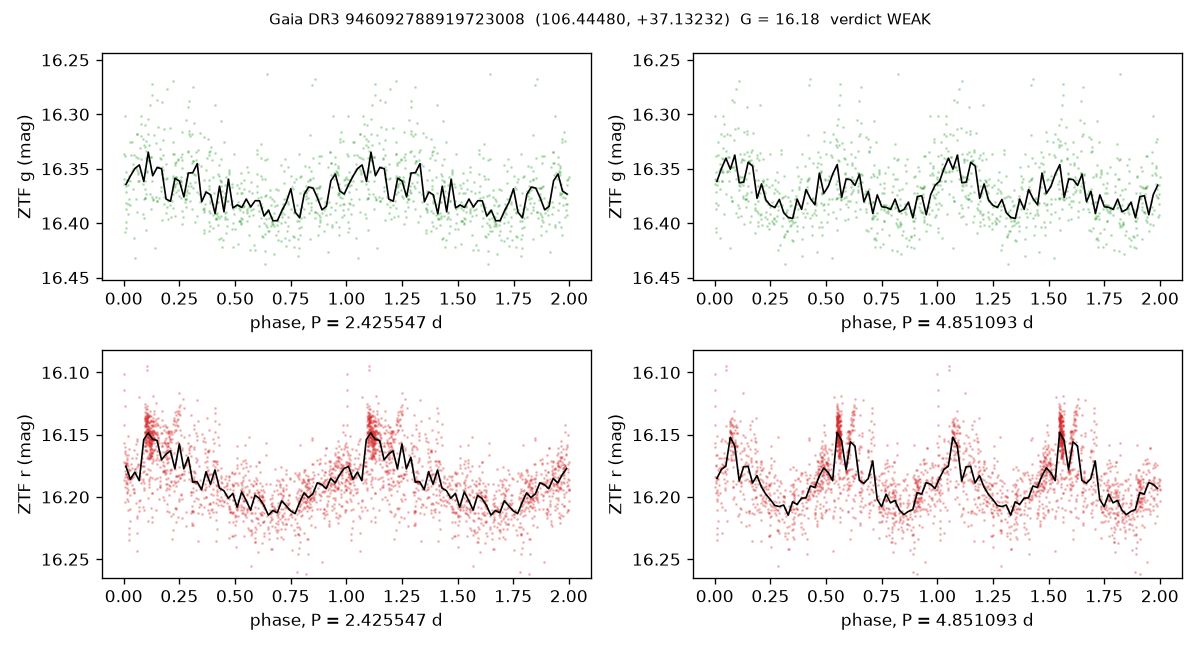 Gaia DR3 946092788919723008 (106.44480, +37.13232) G = 16.18 verdict WEAK
16.25
16.30
16.35
16.40
16.45
ZTF g (mag)
0.00 0.25 0.50 0.75 1.00 1.25 1.50 1.75 2.00
phase, P = 2.425547 d
16.25
16.30
16.35
16.40
16.45
ZTF g (mag)
0.00 0.25 0.50 0.75 1.00 1.25 1.50 1.75 2.00
phase, P = 4.851093 d
16.10
16.15
16.20
16.25
ZTF r (mag)
0.00 0.25 0.50 0.75 1.00 1.25 1.50 1.75 2.00
phase, P = 2.425547 d
16.10
16.15
16.20
16.25
ZTF r (mag)
0.00 0.25 0.50 0.75 1.00 1.25 1.50 1.75 2.00
phase, P = 4.851093 d